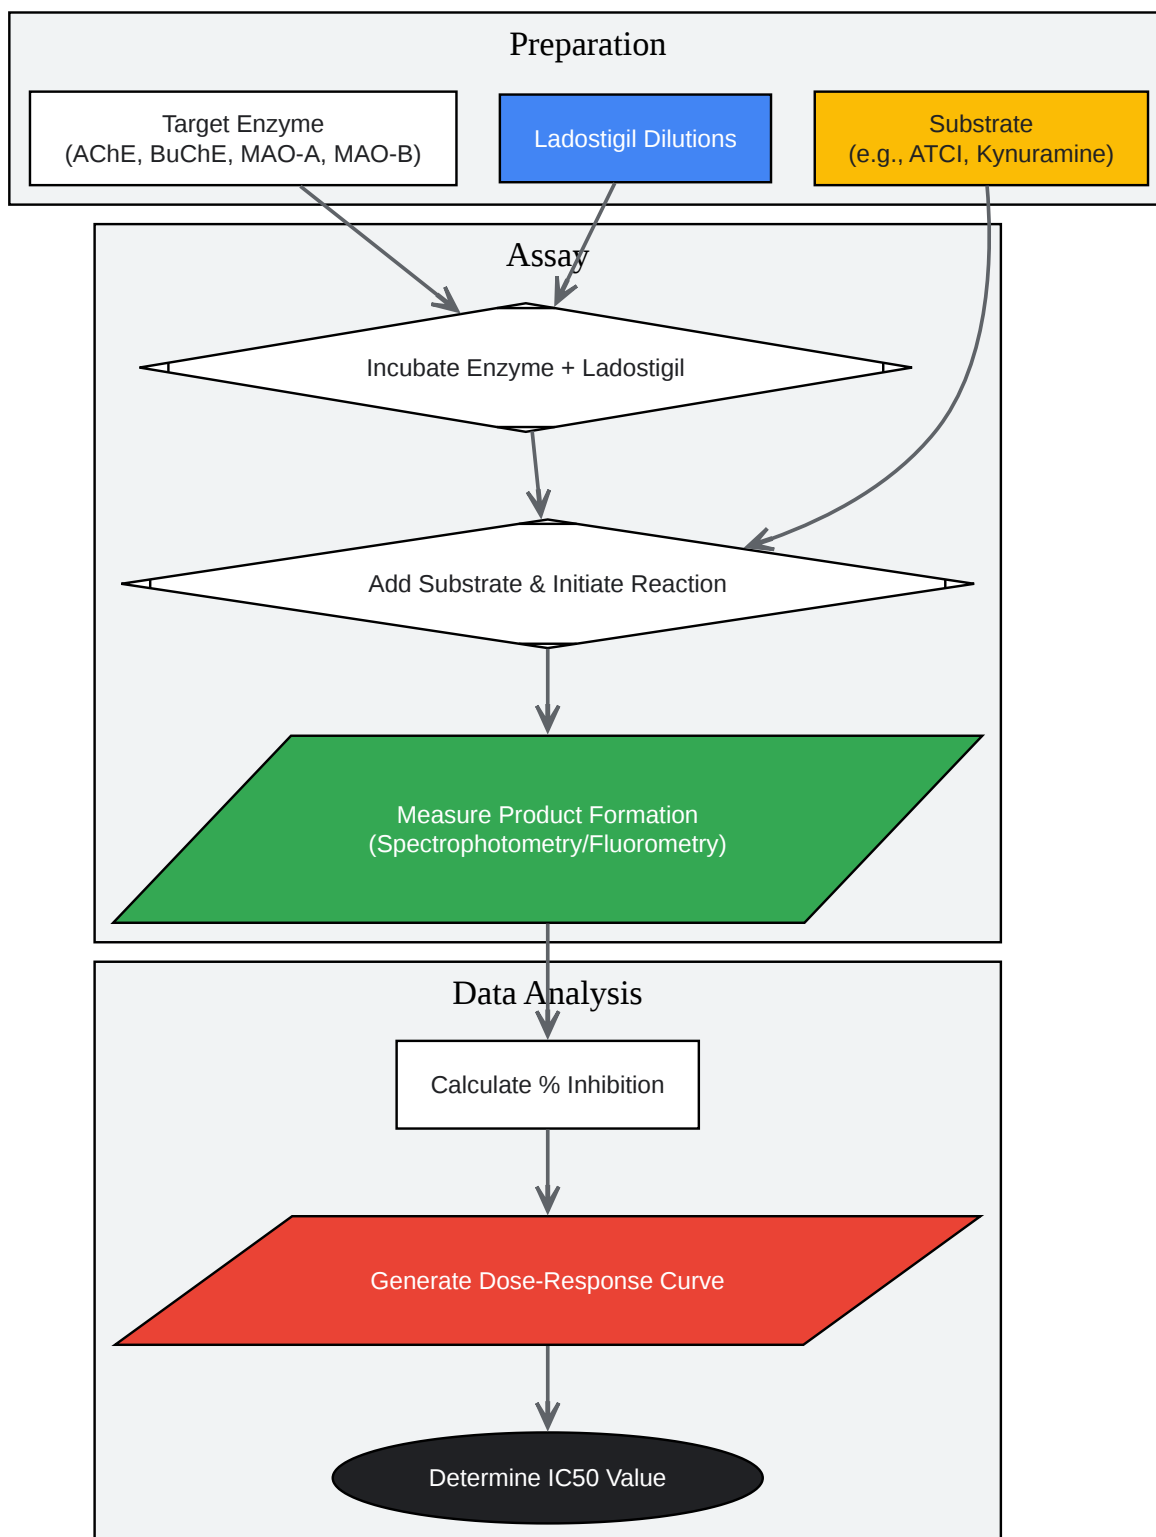 Preparation
Target Enzyme
(AChE, BuChE, MAO-A, MAO-B)
Ladostigil Dilutions
Substrate
(e.g., ATCI, Kynuramine)
Assay
Incubate Enzyme + Ladostigil
Add Substrate & Initiate Reaction
Measure Product Formation
(Spectrophotometry/Fluorometry)
Data Analysis
Calculate % Inhibition
Generate Dose-Response Curve
Determine IC50 Value